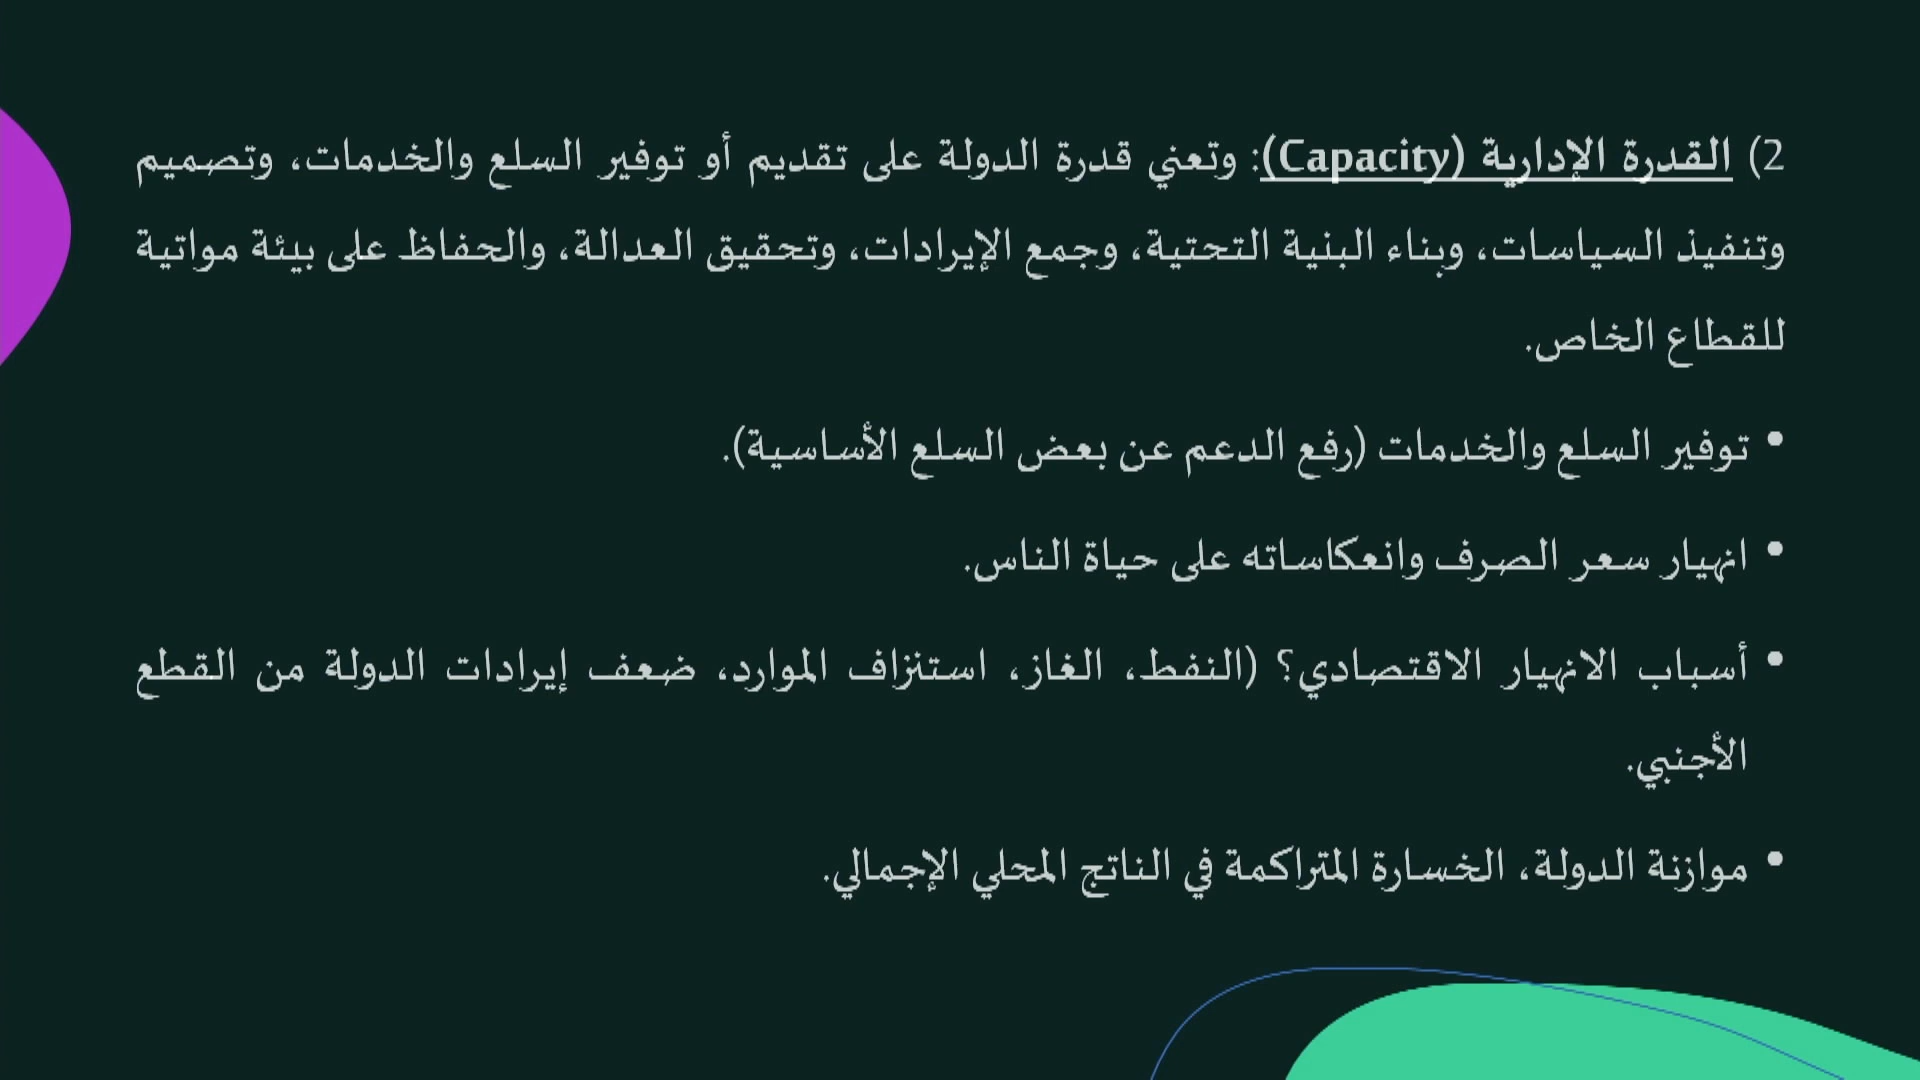 2) القدرة الإدارية (Capacity): وتعني قدرة الدولة على تقديم أو توفير السلع والخدمات، وتصميم
وتنفيذ السياسات، وبناء البنية التحتية، وجمع الإيرادات، وتحقيق العدالة، والحفاظ على بيئة مواتية
للقطاع الخاص.
• توفير السلع والخدمات (رفع الدعم عن بعض السلع الأساسية).
• انهيار سعر الصرف وانعكاساته على حياة الناس.
• أسباب الانهيار الاقتصادي؟ (النفط، الغاز، استنزاف الموارد، ضعف إيرادات الدولة من القطع
الأجنبي.
• موازنة الدولة، الخسارة المتراكمة في الناتج المحلي الإجمالي.